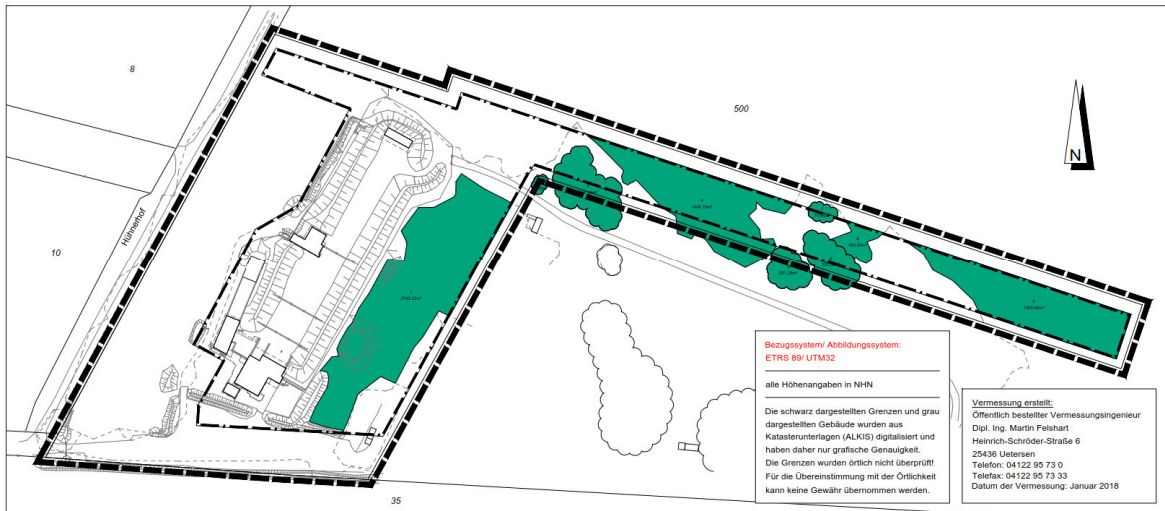 8
500
N
Hühnerhof
10
1
35
Bezugssystem/ Abbildungssystem:
ETRS 89/ UTM32
alle Höhenangaben in NHN
Die schwarz dargestellten Grenzen und grau
dargestellten Gebäude wurden aus
Katasterunterlagen (ALKIS) digitalisiert und
haben daher nur grafische Genauigkeit.
Die Grenzen wurden örtlich nicht überprüft!
Für die Übereinstimmung mit der Örtlichkeit
kann keine Gewähr übernommen werden.
Vermessung erstellt:
Öffentlich bestellter Vermessungsingenieur
Dipl. Ing. Martin Felshart
Heinrich-Schröder-Straße 6
25436 Uetersen
Telefon: 04122 95 73 0
Telefax: 04122 95 73 33
Datum der Vermessung: Januar 2018